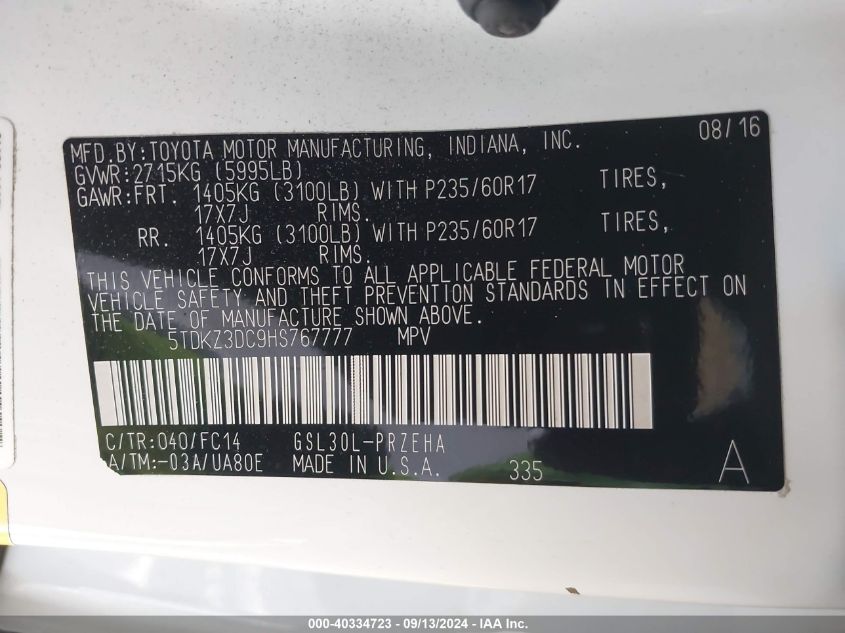 MFD.BY:TOYOTA MOTOR MANUFACTURING, INDIANA, INC. 08/16
GVWR:2715KG (5995LB)
GAWR:FRT. 1405KG (3100LB) WITH P235/60R17 TIRES,
17X7J RIMS.
RR. 1405KG (3100LB) WITH P235/60R17 TIRES,
17X7J RIMS.
THIS VEHICLE CONFORMS TO ALL APPLICABLE FEDERAL MOTOR
VEHICLE SAFETY AND THEFT PREVENTION STANDARDS IN EFFECT ON
THE DATE OF MANUFACTURE SHOWN ABOVE.
5TDKZ3DC9HS767777 MPV
C/TR:040/FC14 GSL30L-PRZEHA
A/TM:-03A/UA80E MADE IN U.S.A. 335 A
000-40334723 - 09/13/2024 - IAA Inc.